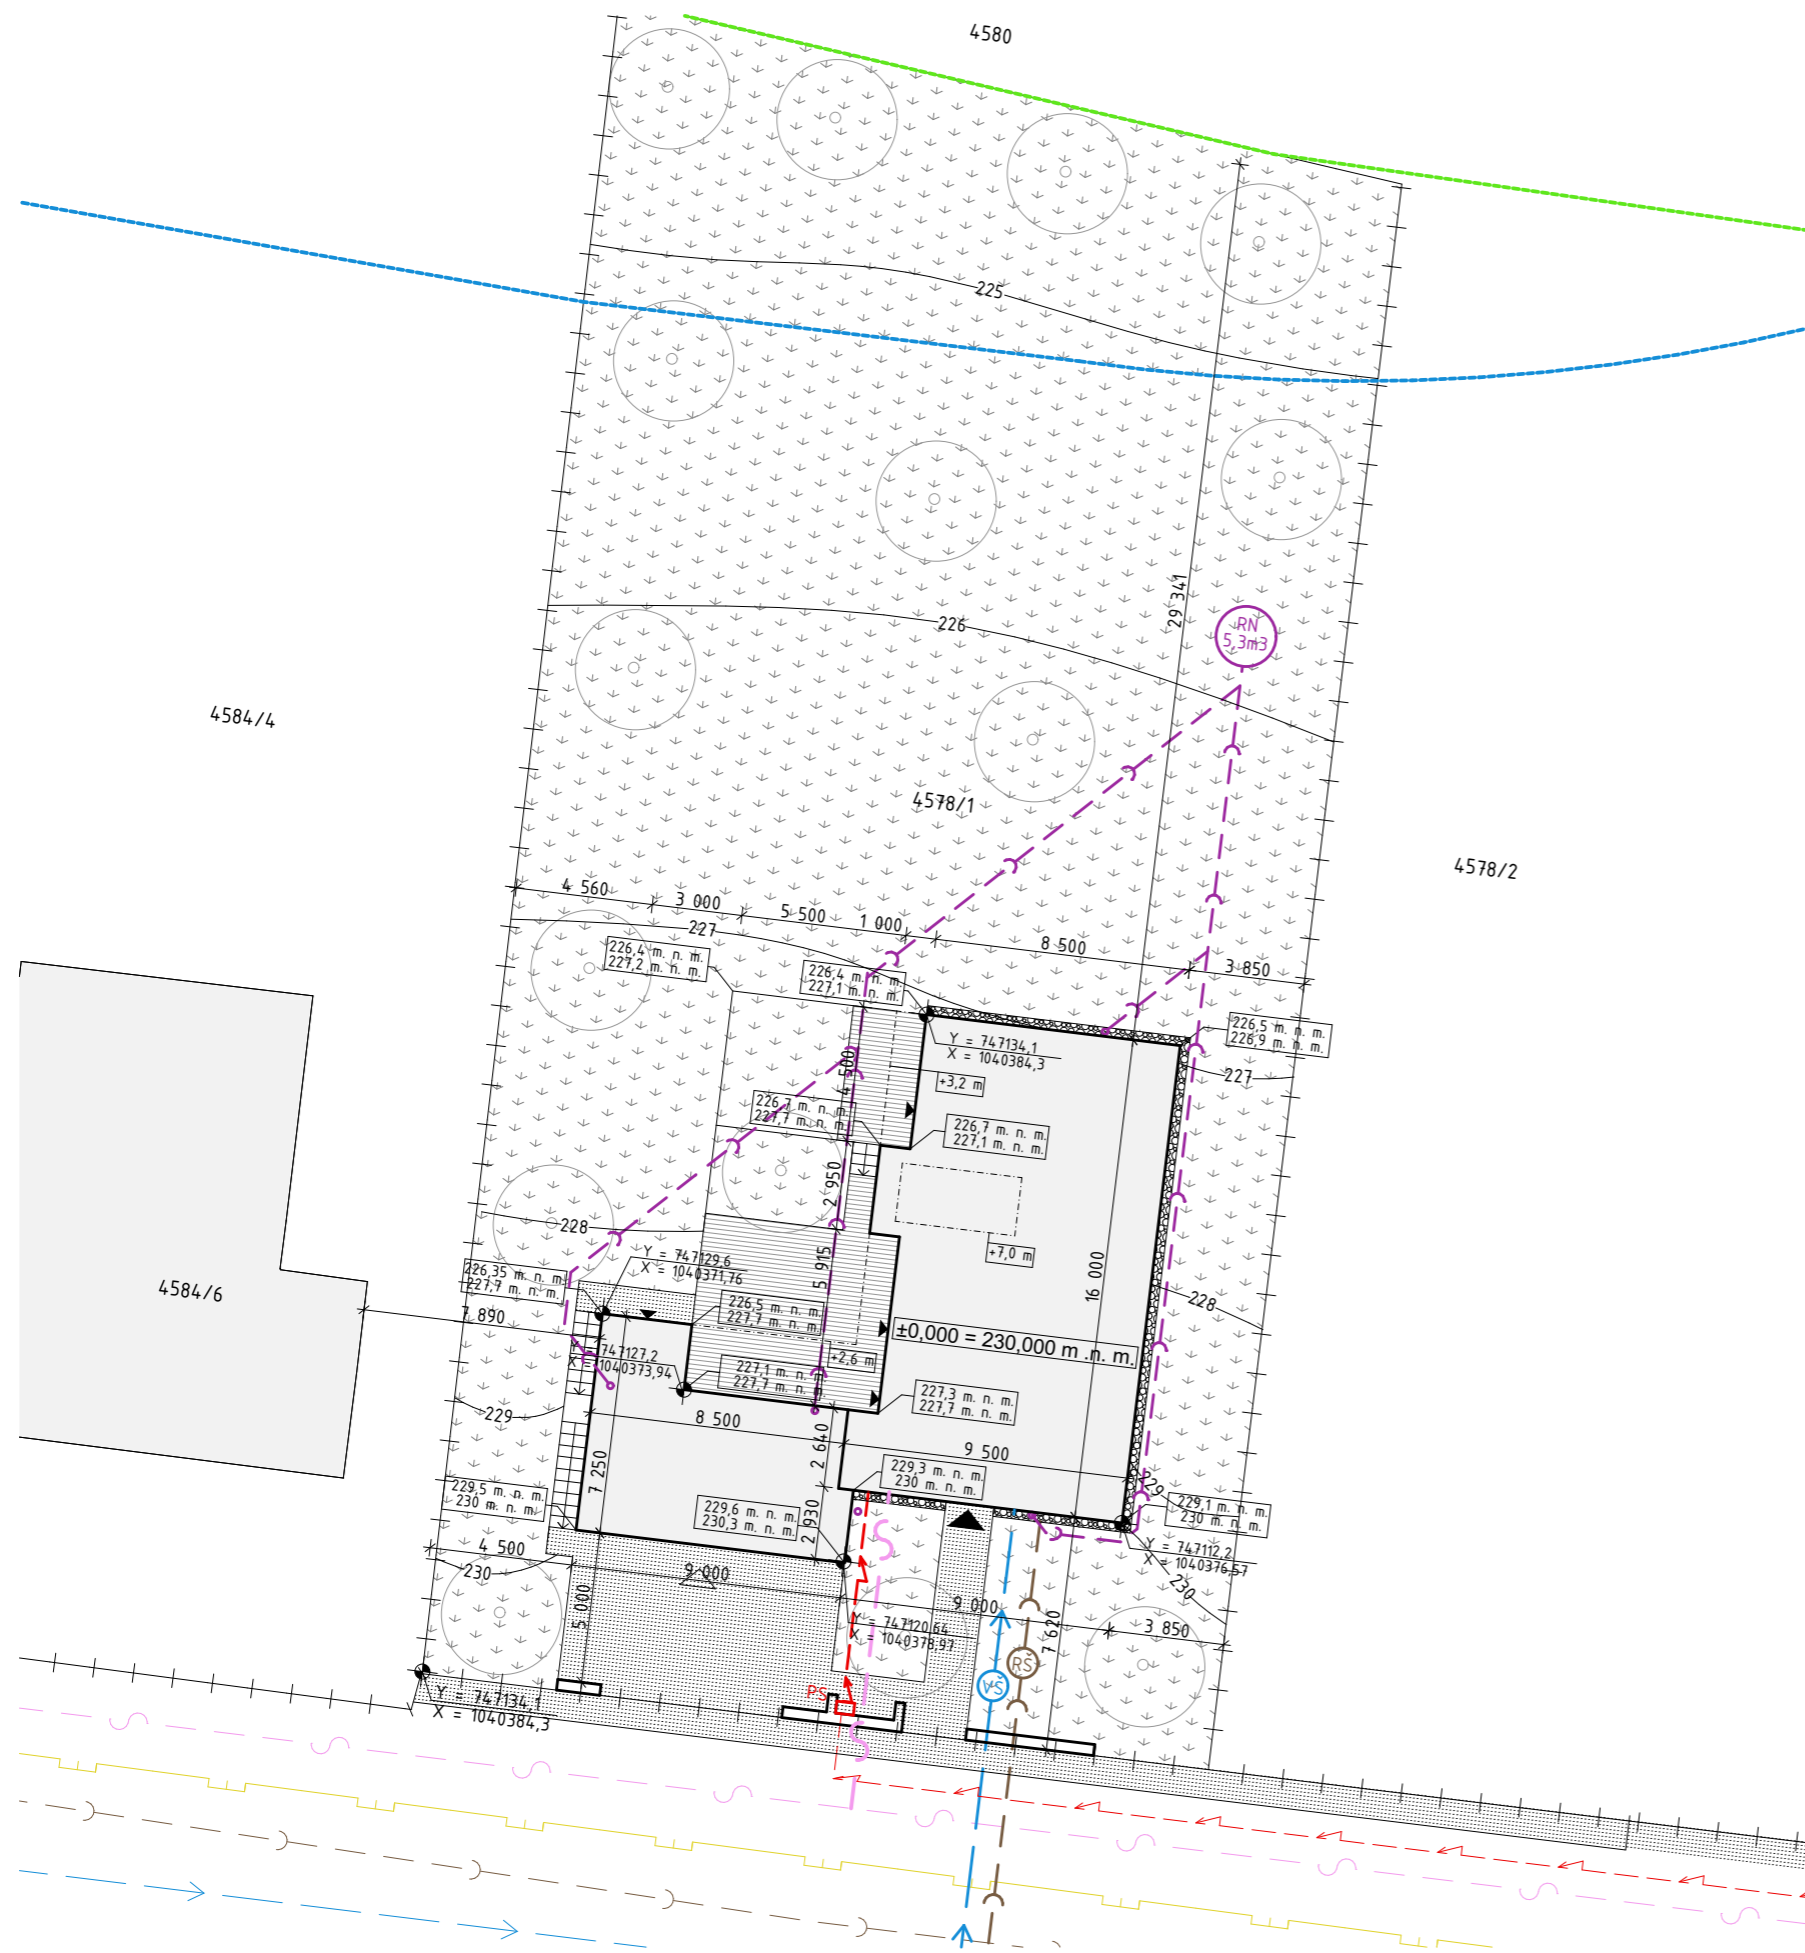 4580
225
29 341
RN
5,3m3
226
4584/4
4578/1
4578/2
4 560
3 000
5 500
1 000
8 500
3 850
227
226,4 m. n. m.
227,2 m. n. m.
226,4 m. n. m.
227,1 m. n. m.
226,5 m. n. m.
226,9 m. n. m.
Y = 747134,1
X = 1040384,3
4 500
+3,2 m
227
226,7 m. n. m.
227,7 m. n. m.
226,7 m. n. m.
227,1 m. n. m.
2 950
228
+7,0 m
Y = 747129,6
X = 1040371,76
5 915
16 000
226,35 m. n. m.
227,7 m. n. m.
4584/6
7 890
226,5 m. n. m.
227,7 m. n. m.
228
±0,000 = 230,000 m .n. m.
Y = 747127,2
X = 1040373,94
+2,6 m
227,1 m. n. m.
227,7 m. n. m.
227,3 m. n. m.
227,7 m. n. m.
229
8 500
2 640
9 500
7 250
229,3 m. n. m.
230 m. n. m.
229
229,5 m. n. m.
230 m. n. m.
229,6 m. n. m.
230,3 m. n. m.
2 930
229,1 m. n. m.
230 m. n. m.
4 500
230
9 000
Y = 747112,2
X = 1040376,57
230
5 000
9 000
7 620
3 850
Y = 747120,64
X = 1040378,97
RŠ
VŠ
PS
Y = 747134,1
X = 1040384,3